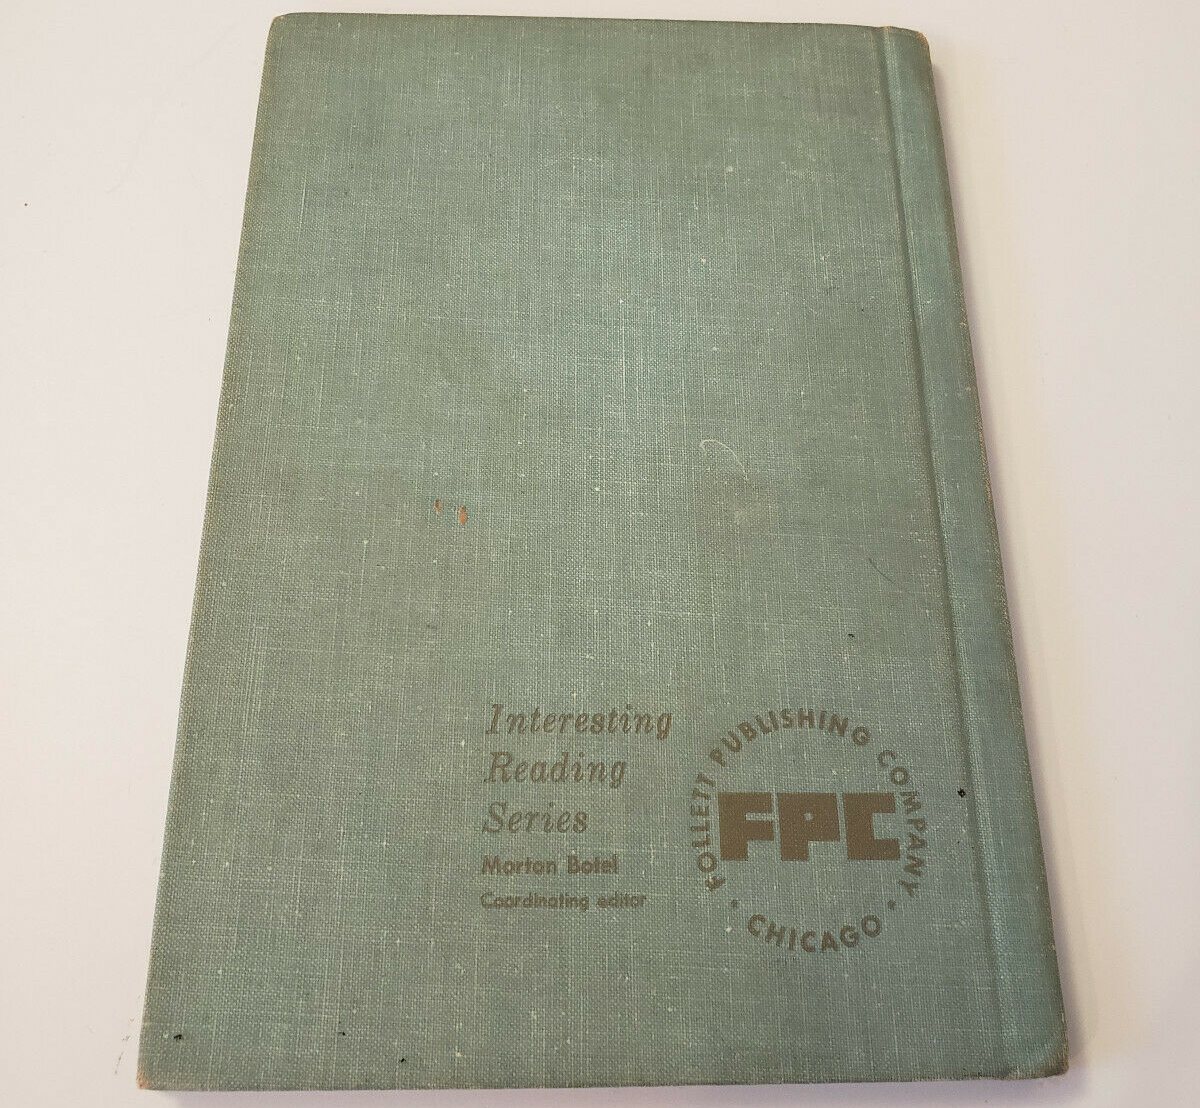 Interesting
Reading
Series
Morton Botel
Coordinating editor
FOLLETT PUBLISHING COMPANY
FPC
• CHICAGO •